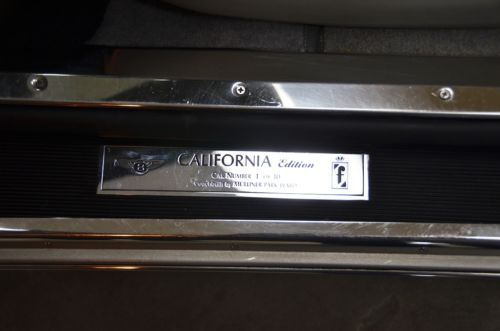 CALIFORNIA Edition
CAR NUMBER 1 OF 10
Coachbuilt by MULLINER PARK WARD
f